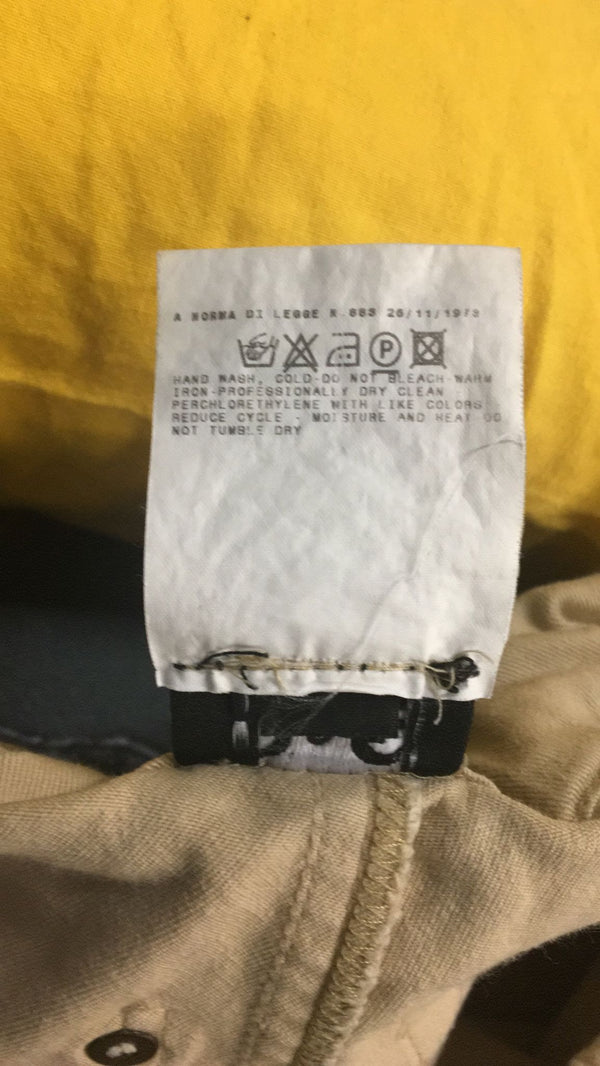 A NORMA DI LEGGE N.883 26/11/1973
P
HAND WASH, COLD-DO NOT BLEACH-WARM
IRON-PROFESSIONALLY DRY CLEAN
PERCHLORETHYLENE WITH LIKE COLORS
REDUCE CYCLE - MOISTURE AND HEAT DO
NOT TUMBLE DRY